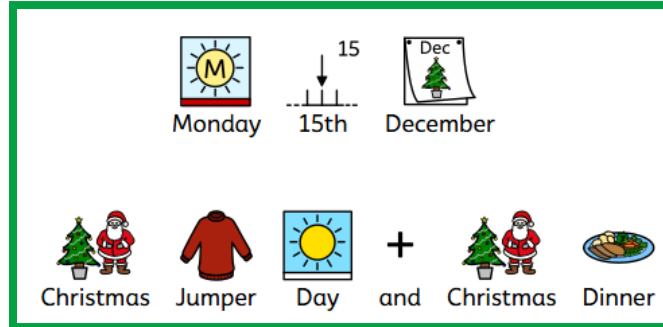 M
15
Dec
Monday 15th December
+
Christmas Jumper Day and Christmas Dinner